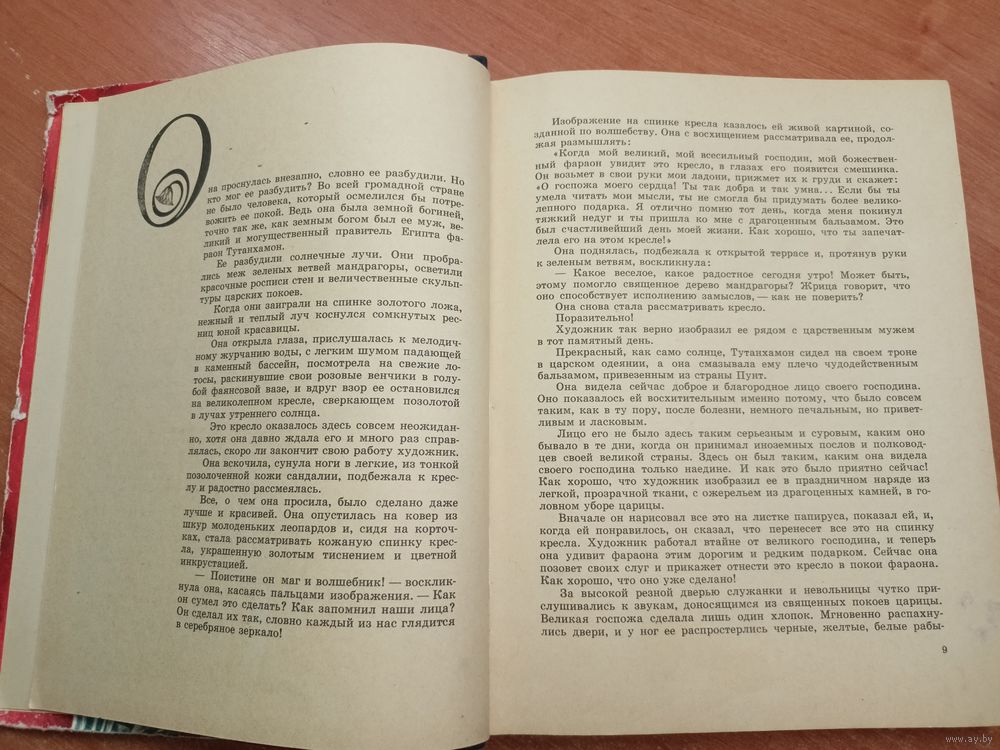 Она проснулась внезапно, словно ее разбудили. Но
кто мог ее разбудить? Во всей громадной стране
не было человека, который осмелился бы потре-
вожить ее покой. Ведь она была земной богиней,
точно так же, как земным богом был ее муж, ве-
ликий и могущественный правитель Египта фа-
раон Тутанхамон.
Ее разбудили солнечные лучи. Они пробра-
лись меж зеленых ветвей мандрагоры, осветили
красочные росписи стен и величественные скульп-
туры царских покоев.
Когда они заиграли на спинке золотого ложа,
нежный и теплый луч коснулся сомкнутых рес-
ниц юной красавицы.
Она открыла глаза, прислушалась к мелодич-
ному журчанию воды, с легким шумом падающей
в каменный бассейн, посмотрела на свежие ло-
тосы, раскинувшие свои розовые венчики в голу-
бой фаянсовой вазе, и вдруг взор ее остановился
на великолепном кресле, сверкающем позолотой
в лучах утреннего солнца.
Это кресло оказалось здесь совсем неожидан-
но, хотя она давно ждала его и много раз справ-
лялась, скоро ли закончит свою работу художник.
Она вскочила, сунула ноги в легкие, из тонкой
позолоченной кожи сандалии, подбежала к крес-
лу и радостно рассмеялась.
Все, о чем она просила, было сделано даже
лучше и красивей. Она опустилась на ковер из
шкур молоденьких леопардов и, сидя на корточ-
ках, стала рассматривать кожаную спинку крес-
ла, украшенную золотым тиснением и цветной
инкрустацией.
— Поистине он маг и волшебник! — восклик-
нула она, касаясь пальцами изображения. — Как
он сумел это сделать? Как запомнил наши лица?
Он сделал их так, словно каждый из нас глядится
в серебряное зеркало!
Изображение на спинке кресла казалось ей живой картиной, со-
зданной по волшебству. Она с восхищением рассматривала ее, продол-
жая размышлять:
«Когда мой великий, мой всесильный господин, мой божествен-
ный фараон увидит это кресло, в глазах его появится смешинка.
Он возьмет в свои руки мои ладони, прижмет их к груди и скажет:
«О госпожа моего сердца! Ты так добра и так умна... Если бы ты
умела читать мои мысли, ты не смогла бы придумать более велико-
лепного подарка. Я отлично помню тот день, когда меня покинул
тяжкий недуг и ты пришла ко мне с драгоценным бальзамом. Это
был счастливейший день моей жизни. Как хорошо, что ты запечат-
лела его на этом кресле!»
Она поднялась, подбежала к открытой террасе и, протянув руки
к зеленым ветвям, воскликнула:
— Какое веселое, какое радостное сегодня утро! Может быть,
этому помогло священное дерево мандрагоры? Жрица говорит, что
оно способствует исполнению замыслов, — как не поверить?
Она снова стала рассматривать кресло.
Поразительно!
Художник так верно изобразил ее рядом с царственным мужем
в тот памятный день.
Прекрасный, как само солнце, Тутанхамон сидел на своем троне
в царском одеянии, а она смазывала ему плечо чудодейственным
бальзамом, привезенным из страны Пунт.
Она видела сейчас доброе и благородное лицо своего господина.
Оно показалось ей восхитительным именно потому, что было совсем
таким, как в ту пору, после болезни, немного печальным, но привет-
ливым и ласковым.
Лицо его не было здесь таким серьезным и суровым, каким оно
бывало в те дни, когда он принимал иноземных послов и полковод-
цев своей великой страны. Здесь он был таким, каким она видела
своего господина только наедине. И как это было приятно сейчас!
Как хорошо, что художник изобразил ее в праздничном наряде из
легкой, прозрачной ткани, с ожерельем из драгоценных камней, в го-
ловном уборе царицы.
Вначале он нарисовал все это на листке папируса, показал ей, и,
когда ей понравилось, он сказал, что перенесет все это на спинку
кресла. Художник работал втайне от великого господина, и теперь
она удивит фараона этим дорогим и редким подарком. Сейчас она
позовет своих слуг и прикажет отнести это кресло в покои фараона.
Как хорошо, что оно уже сделано!
За высокой резной дверью служанки и невольницы чутко при-
слушивались к звукам, доносящимся из священных покоев царицы.
Великая госпожа сделала лишь один хлопок. Мгновенно распахну-
лись двери, и у ног ее распростерлись черные, желтые, белые рабы-
9
www.ay.by